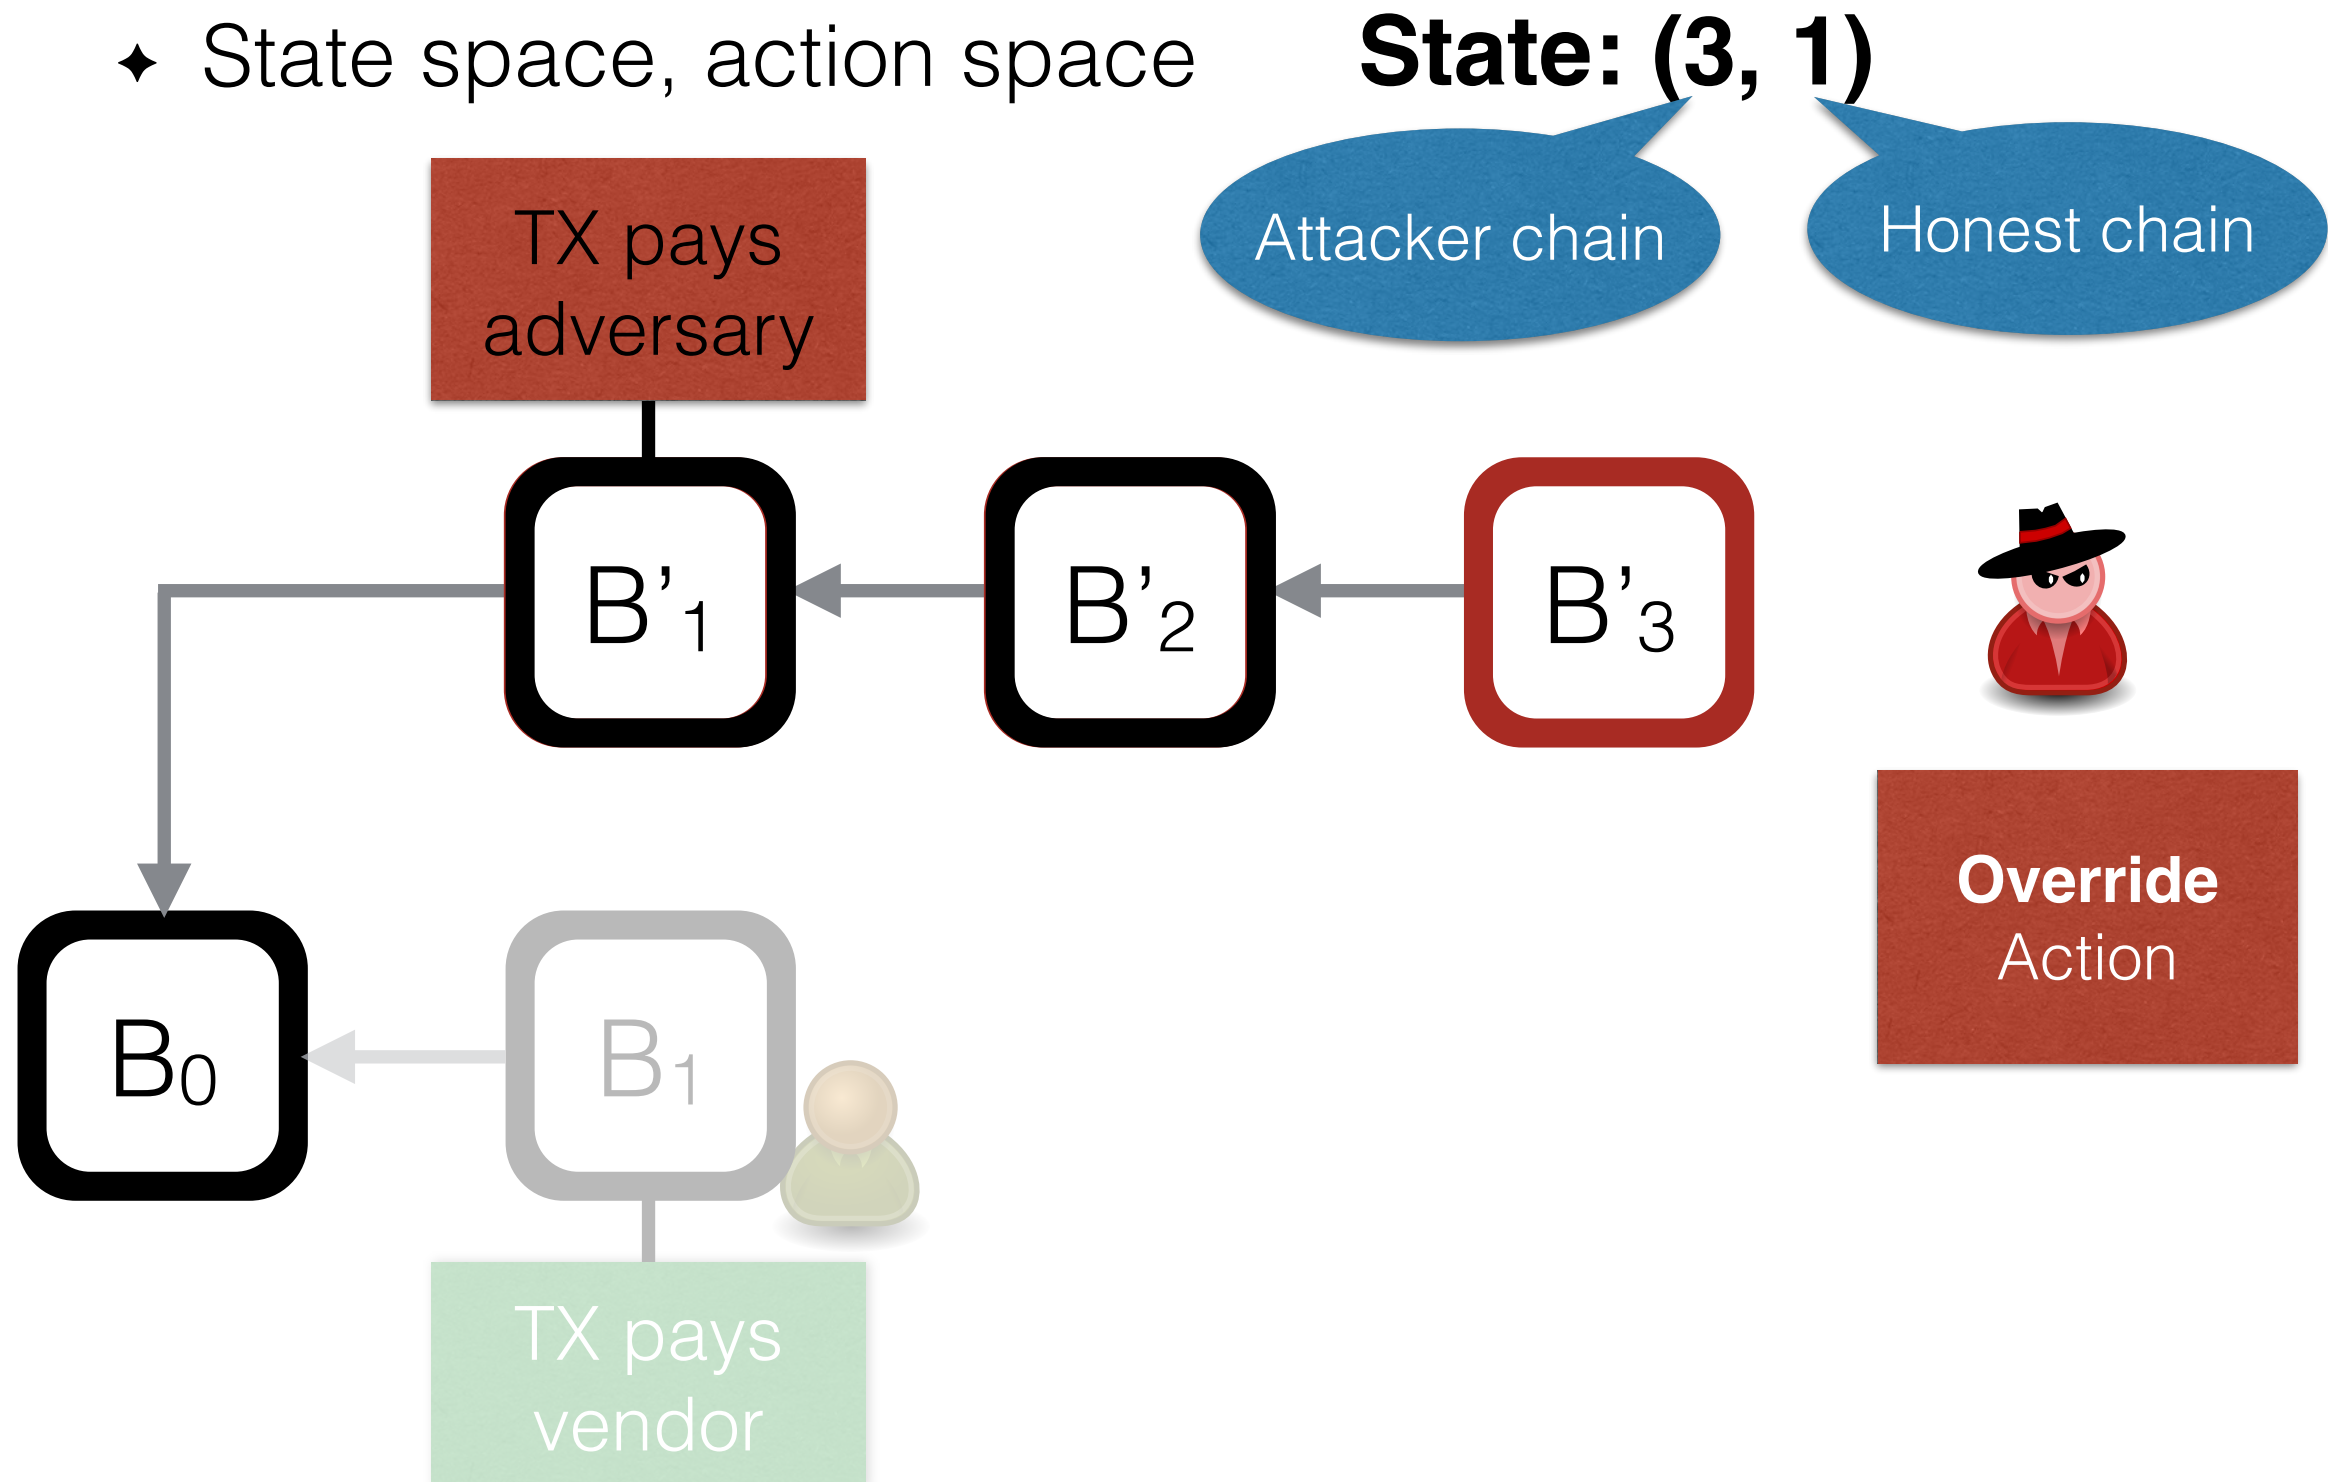 ✦ State space, action space
State: (3, 1)
Attacker chain
Honest chain
TX pays
adversary
B’₁
B’₂
B’₃
Override
Action
B₀
B₁
TX pays
vendor